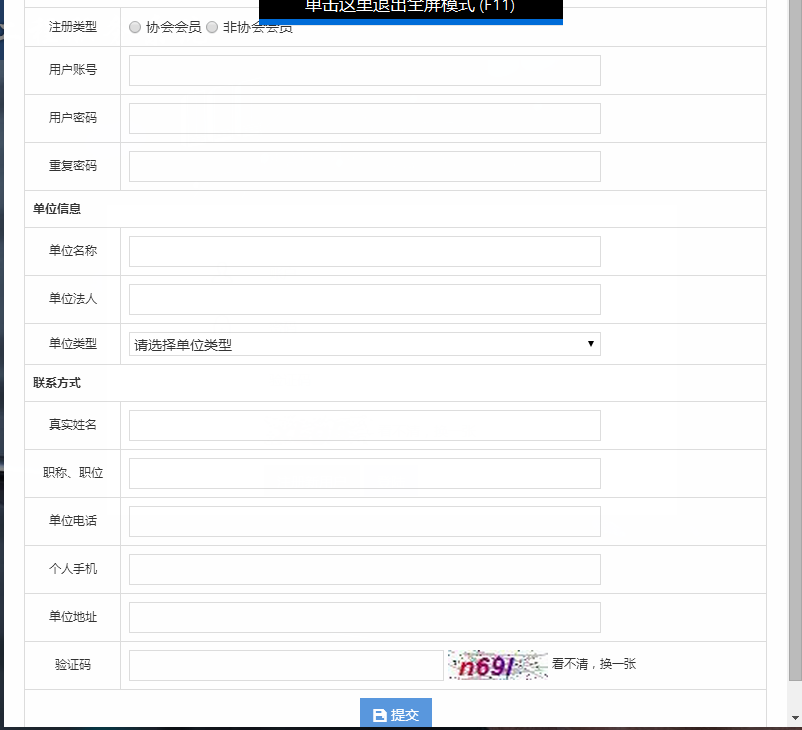 单击这里退出全屏模式 (F11)
注册类型 协会会员 非协会会员
用户账号
用户密码
重复密码
单位信息
单位名称
单位法人
单位类型 请选择单位类型
联系方式
真实姓名
职称、职位
单位电话
个人手机
单位地址
验证码 n69l 看不清，换一张
提交